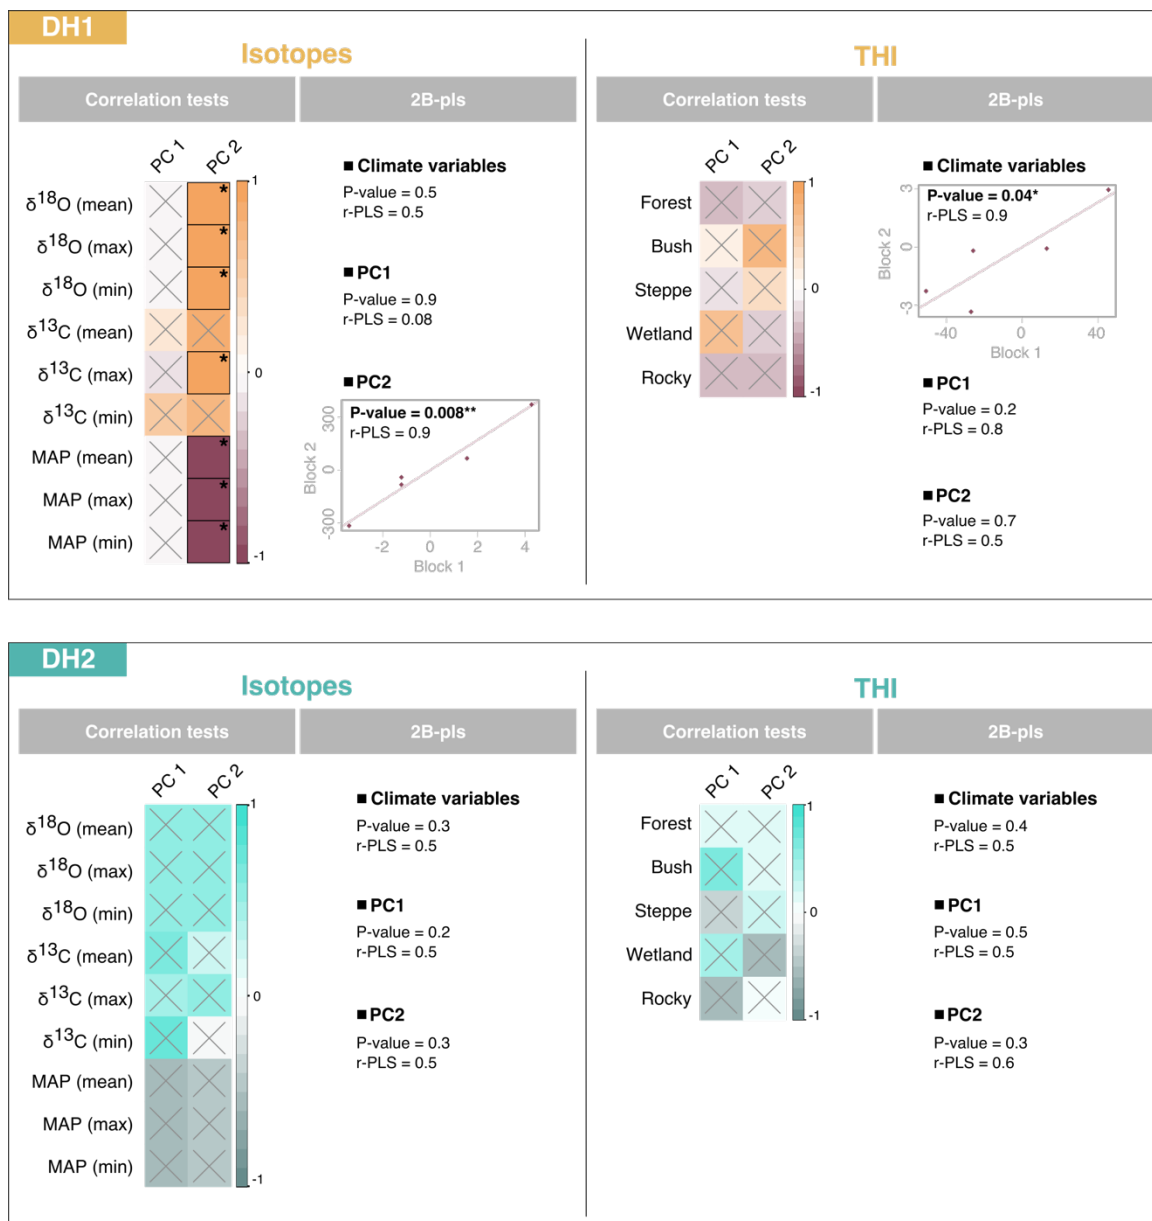 DH1
Isotopes
Correlation tests
2B-pls
PC 1
PC 2
δ18O (mean)
δ18O (max)
δ18O (min)
δ13C (mean)
δ13C (max)
δ13C (min)
MAP (mean)
MAP (max)
MAP (min)
*
*
*
*
*
*
*
1
0
-1
■ Climate variables
P-value = 0.5
r-PLS = 0.5
■ PC1
P-value = 0.9
r-PLS = 0.08
■ PC2
P-value = 0.008**
r-PLS = 0.9
Block 2
300
0
-300
-2 0 2 4
Block 1
THI
Correlation tests
2B-pls
PC 1
PC 2
Forest
Bush
Steppe
Wetland
Rocky
1
0
-1
■ Climate variables
P-value = 0.04*
r-PLS = 0.9
Block 2
3
0
-3
-40 0 40
Block 1
■ PC1
P-value = 0.2
r-PLS = 0.8
■ PC2
P-value = 0.7
r-PLS = 0.5
DH2
Isotopes
Correlation tests
2B-pls
PC 1
PC 2
δ18O (mean)
δ18O (max)
δ18O (min)
δ13C (mean)
δ13C (max)
δ13C (min)
MAP (mean)
MAP (max)
MAP (min)
1
0
-1
■ Climate variables
P-value = 0.3
r-PLS = 0.5
■ PC1
P-value = 0.2
r-PLS = 0.5
■ PC2
P-value = 0.3
r-PLS = 0.5
THI
Correlation tests
2B-pls
PC 1
PC 2
Forest
Bush
Steppe
Wetland
Rocky
1
0
-1
■ Climate variables
P-value = 0.4
r-PLS = 0.5
■ PC1
P-value = 0.5
r-PLS = 0.5
■ PC2
P-value = 0.3
r-PLS = 0.6